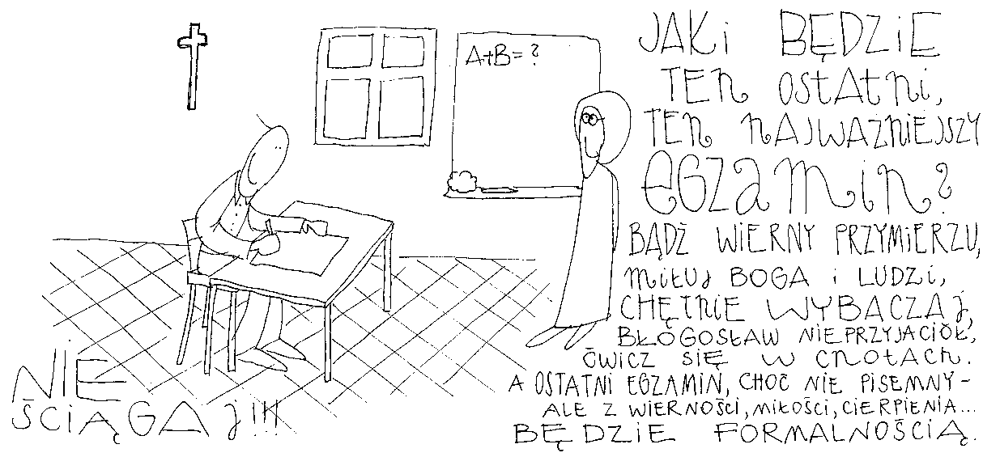 A+B=?
JAKi BĘDZiE
TEN OSTATNi,
TEN NAJWAŻNIEJSZY
EGZAMIN?
BĄDŹ WIERNY PRZYMIERZU,
MIŁUJ BOGA i LUDZi,
CHĘTNIE WYBACZAJ,
BŁOGOSŁAW NIEPRZYJACIÓŁ,
ĆWICZ SIĘ W CNOTACH.
A OSTATNI EGZAMIN, CHOĆ NIE PISEMNY -
ALE Z WIERNOŚCi, MiŁOŚCi, CiERPIENIA...
BĘDZiE FORMALNOŚCiĄ.
NiE
ŚCiĄGAJ!!!